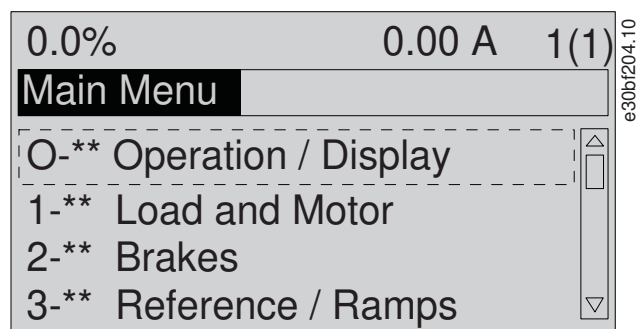 0.0% 0.00 A 1(1)
Main Menu
O-** Operation / Display
1-** Load and Motor
2-** Brakes
3-** Reference / Ramps
e30bf204.10